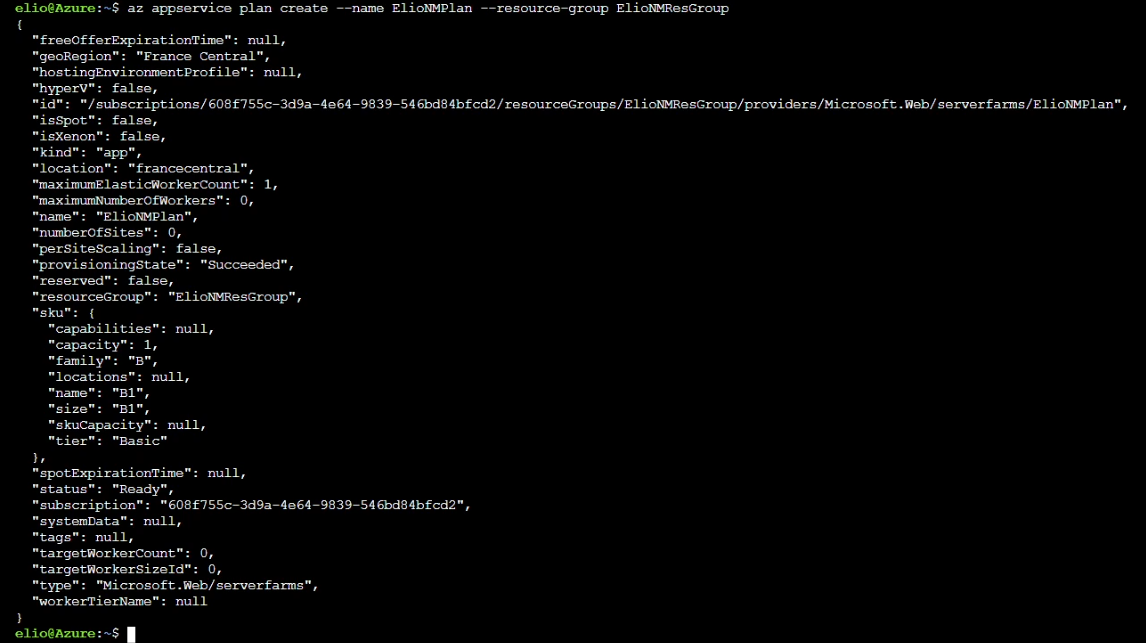 elio@Azure:~$ az appservice plan create --name ElioNMPlan --resource-group ElioNMResGroup
{
  "freeOfferExpirationTime": null,
  "geoRegion": "France Central",
  "hostingEnvironmentProfile": null,
  "hyperV": false,
  "id": "/subscriptions/608f755c-3d9a-4e64-9839-546bd84bfcd2/resourceGroups/ElioNMResGroup/providers/Microsoft.Web/serverfarms/ElioNMPlan",
  "isSpot": false,
  "isXenon": false,
  "kind": "app",
  "location": "francecentral",
  "maximumElasticWorkerCount": 1,
  "maximumNumberOfWorkers": 0,
  "name": "ElioNMPlan",
  "numberOfSites": 0,
  "perSiteScaling": false,
  "provisioningState": "Succeeded",
  "reserved": false,
  "resourceGroup": "ElioNMResGroup",
  "sku": {
    "capabilities": null,
    "capacity": 1,
    "family": "B",
    "locations": null,
    "name": "B1",
    "size": "B1",
    "skuCapacity": null,
    "tier": "Basic"
  },
  "spotExpirationTime": null,
  "status": "Ready",
  "subscription": "608f755c-3d9a-4e64-9839-546bd84bfcd2",
  "systemData": null,
  "tags": null,
  "targetWorkerCount": 0,
  "targetWorkerSizeId": 0,
  "type": "Microsoft.Web/serverfarms",
  "workerTierName": null
}
elio@Azure:~$